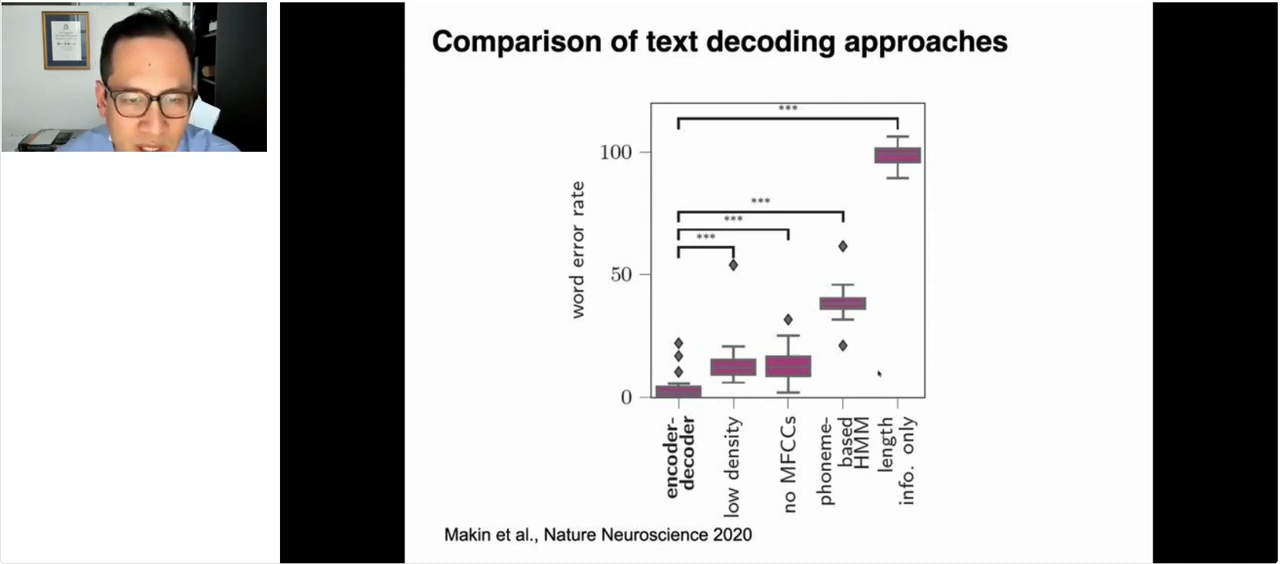 Comparison of text decoding approaches
***
100
***
***
***
50
0
word error rate
encoder-
decoder
low density
no MFCCs
phoneme-
based
HMM
length
info. only
Makin et al., Nature Neuroscience 2020